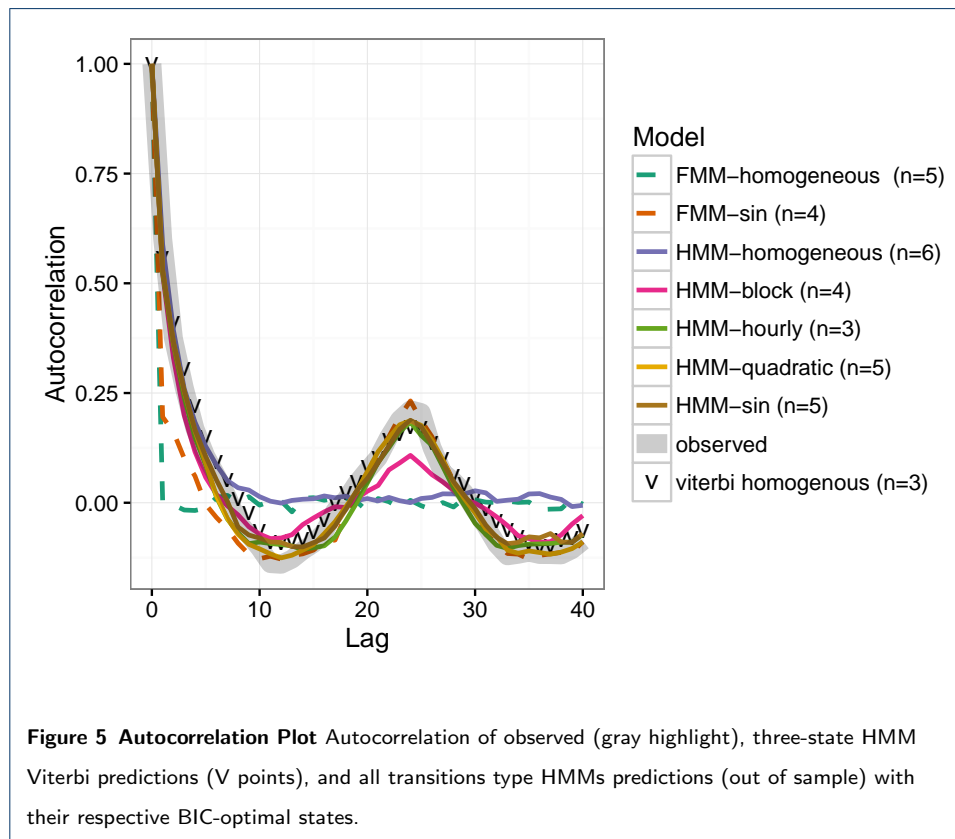 1.00
0.75
0.50
0.25
0.00
Autocorrelation
0 10 20 30 40
Lag
Model
FMM−homogeneous (n=5)
FMM−sin (n=4)
HMM−homogeneous (n=6)
HMM−block (n=4)
HMM−hourly (n=3)
HMM−quadratic (n=5)
HMM−sin (n=5)
observed
V viterbi homogenous (n=3)
Figure 5 Autocorrelation Plot Autocorrelation of observed (gray highlight), three-state HMM
Viterbi predictions (V points), and all transitions type HMMs predictions (out of sample) with
their respective BIC-optimal states.